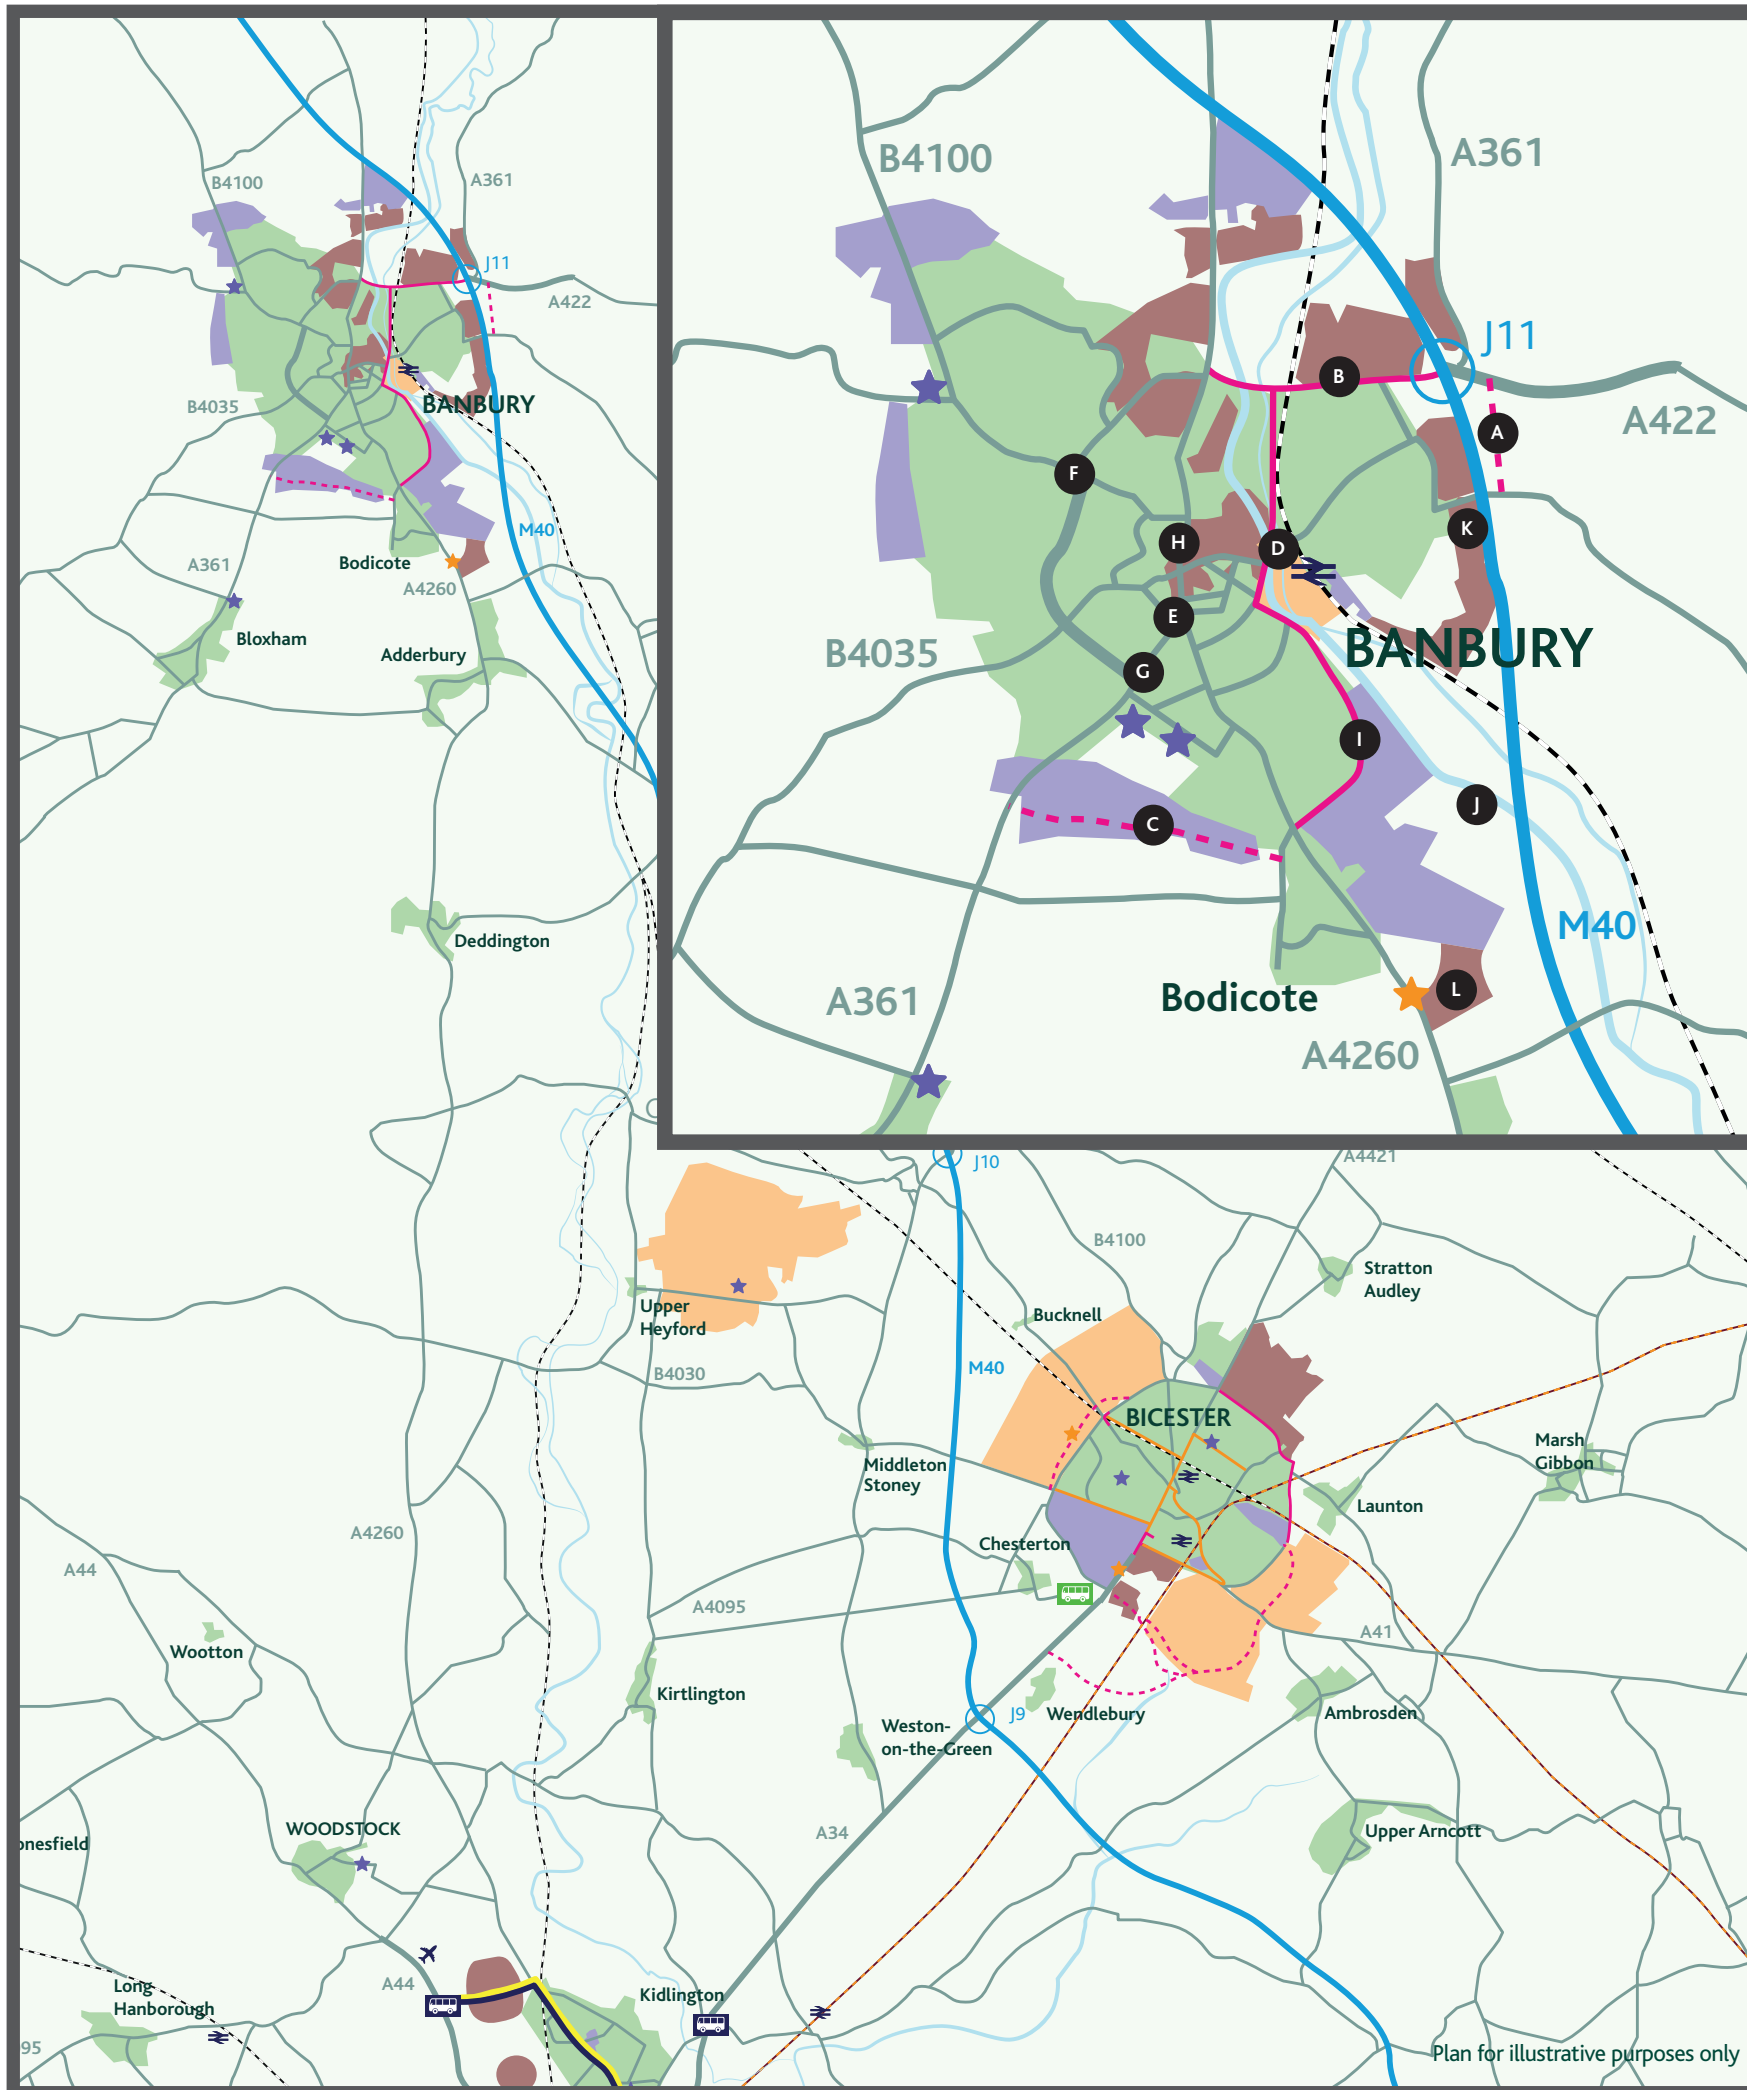 B4100
A361
J11
A422
BANBURY
B4035
M40
A361
Bodicote
A4260
Bloxham
Adderbury
Deddington
B4100
A361
J11
A422
B
A
F
K
H
D
E
BANBURY
B4035
G
I
C
J
M40
A361
Bodicote
L
A4260
J10
A4421
B4100
Stratton
Audley
Upper
Heyford
Bucknell
B4030
M40
BICESTER
Marsh
Gibbon
Middleton
Stoney
Launton
A4260
Chesterton
A44
A4095
A41
Wootton
Kirtlington
J9
Wendlebury
Ambrosden
Weston-
on-the-Green
WOODSTOCK
A34
Upper Arncott
onesfield
A44
Long
Hanborough
Kidlington
95
Plan for illustrative purposes only